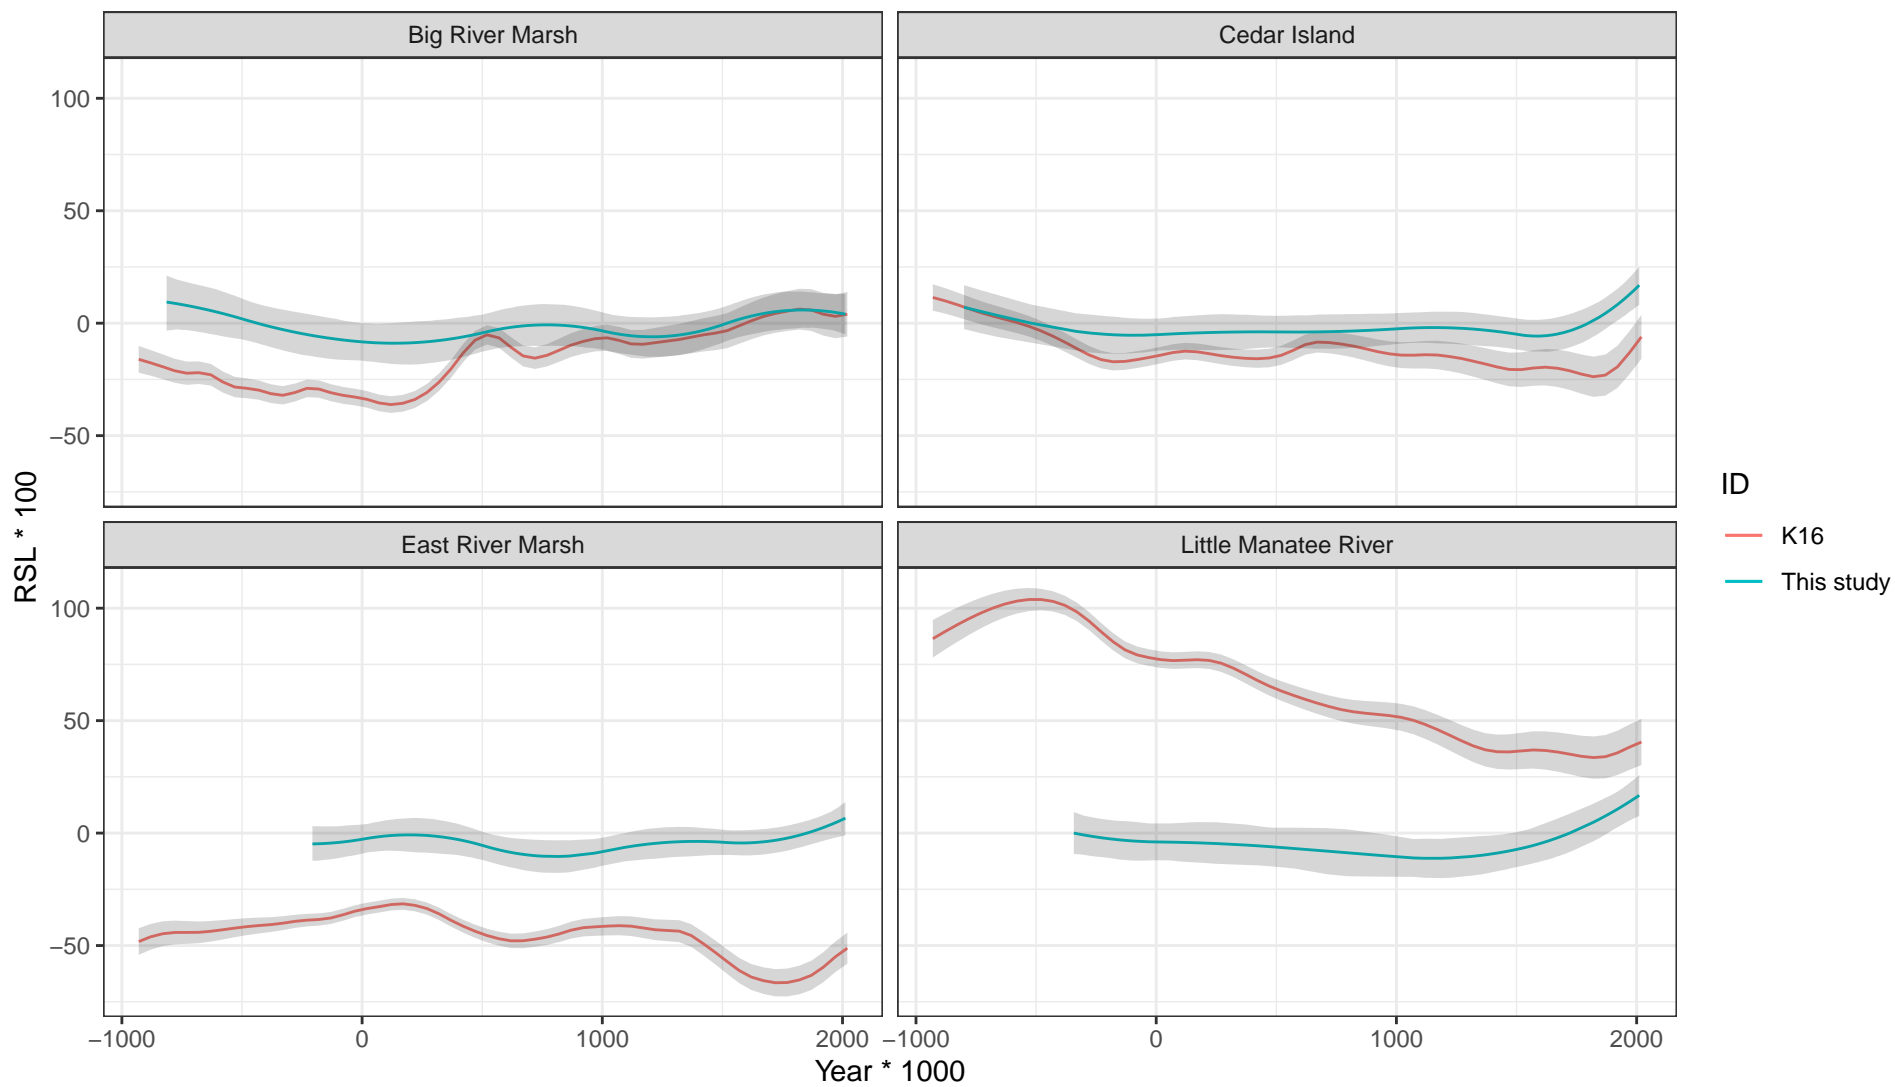 Big River Marsh
Cedar Island
100
50
0
−50
East River Marsh
Little Manatee River
100
50
0
−50
−1000
0
1000
2000
−1000
0
1000
2000
Year * 1000
RSL * 100
ID
K16
This study